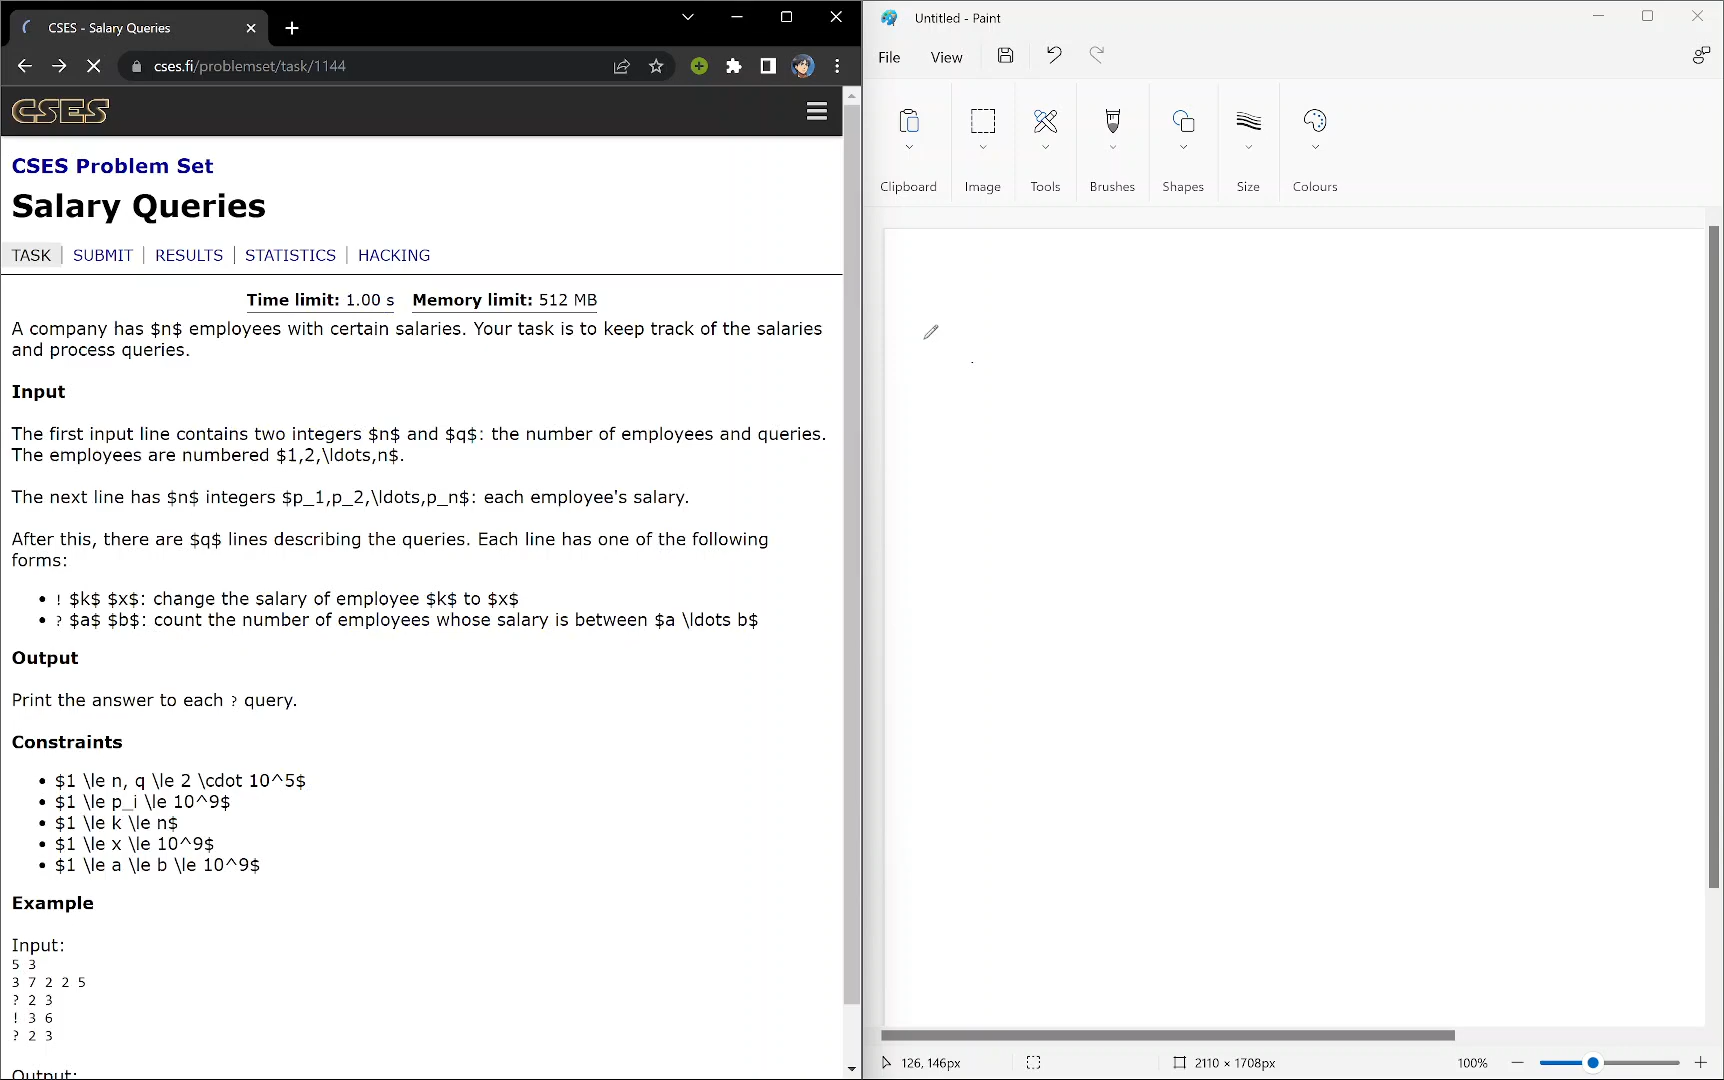 CSES - Salary Queries
cses.fi/problemset/task/1144
CSES
CSES Problem Set
Salary Queries
TASK | SUBMIT | RESULTS | STATISTICS | HACKING
Time limit: 1.00 s Memory limit: 512 MB
A company has $n$ employees with certain salaries. Your task is to keep track of the salaries
and process queries.
Input
The first input line contains two integers $n$ and $q$: the number of employees and queries.
The employees are numbered $1,2,\ldots,n$.
The next line has $n$ integers $p_1,p_2,\ldots,p_n$: each employee's salary.
After this, there are $q$ lines describing the queries. Each line has one of the following
forms:
• ! $k$ $x$: change the salary of employee $k$ to $x$
• ? $a$ $b$: count the number of employees whose salary is between $a \ldots b$
Output
Print the answer to each ? query.
Constraints
• $1 \le n, q \le 2 \cdot 10^5$
• $1 \le p_i \le 10^9$
• $1 \le k \le n$
• $1 \le x \le 10^9$
• $1 \le a \le b \le 10^9$
Example
Input:
5 3
3 7 2 2 5
? 2 3
! 3 6
? 2 3
Output:
Untitled - Paint
File View
Clipboard Image Tools Brushes Shapes Size Colours
126, 146px 2110 × 1708px 100%